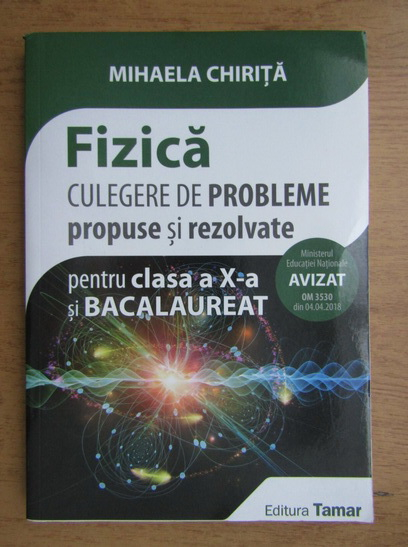 MIHAELA CHIRIȚĂ
Fizică
CULEGERE DE PROBLEME
propuse și rezolvate
pentru clasa a X-a
și BACALAUREAT
Ministerul
Educației Naționale
AVIZAT
OM 3530
din 04.04.2018
Editura Tamar